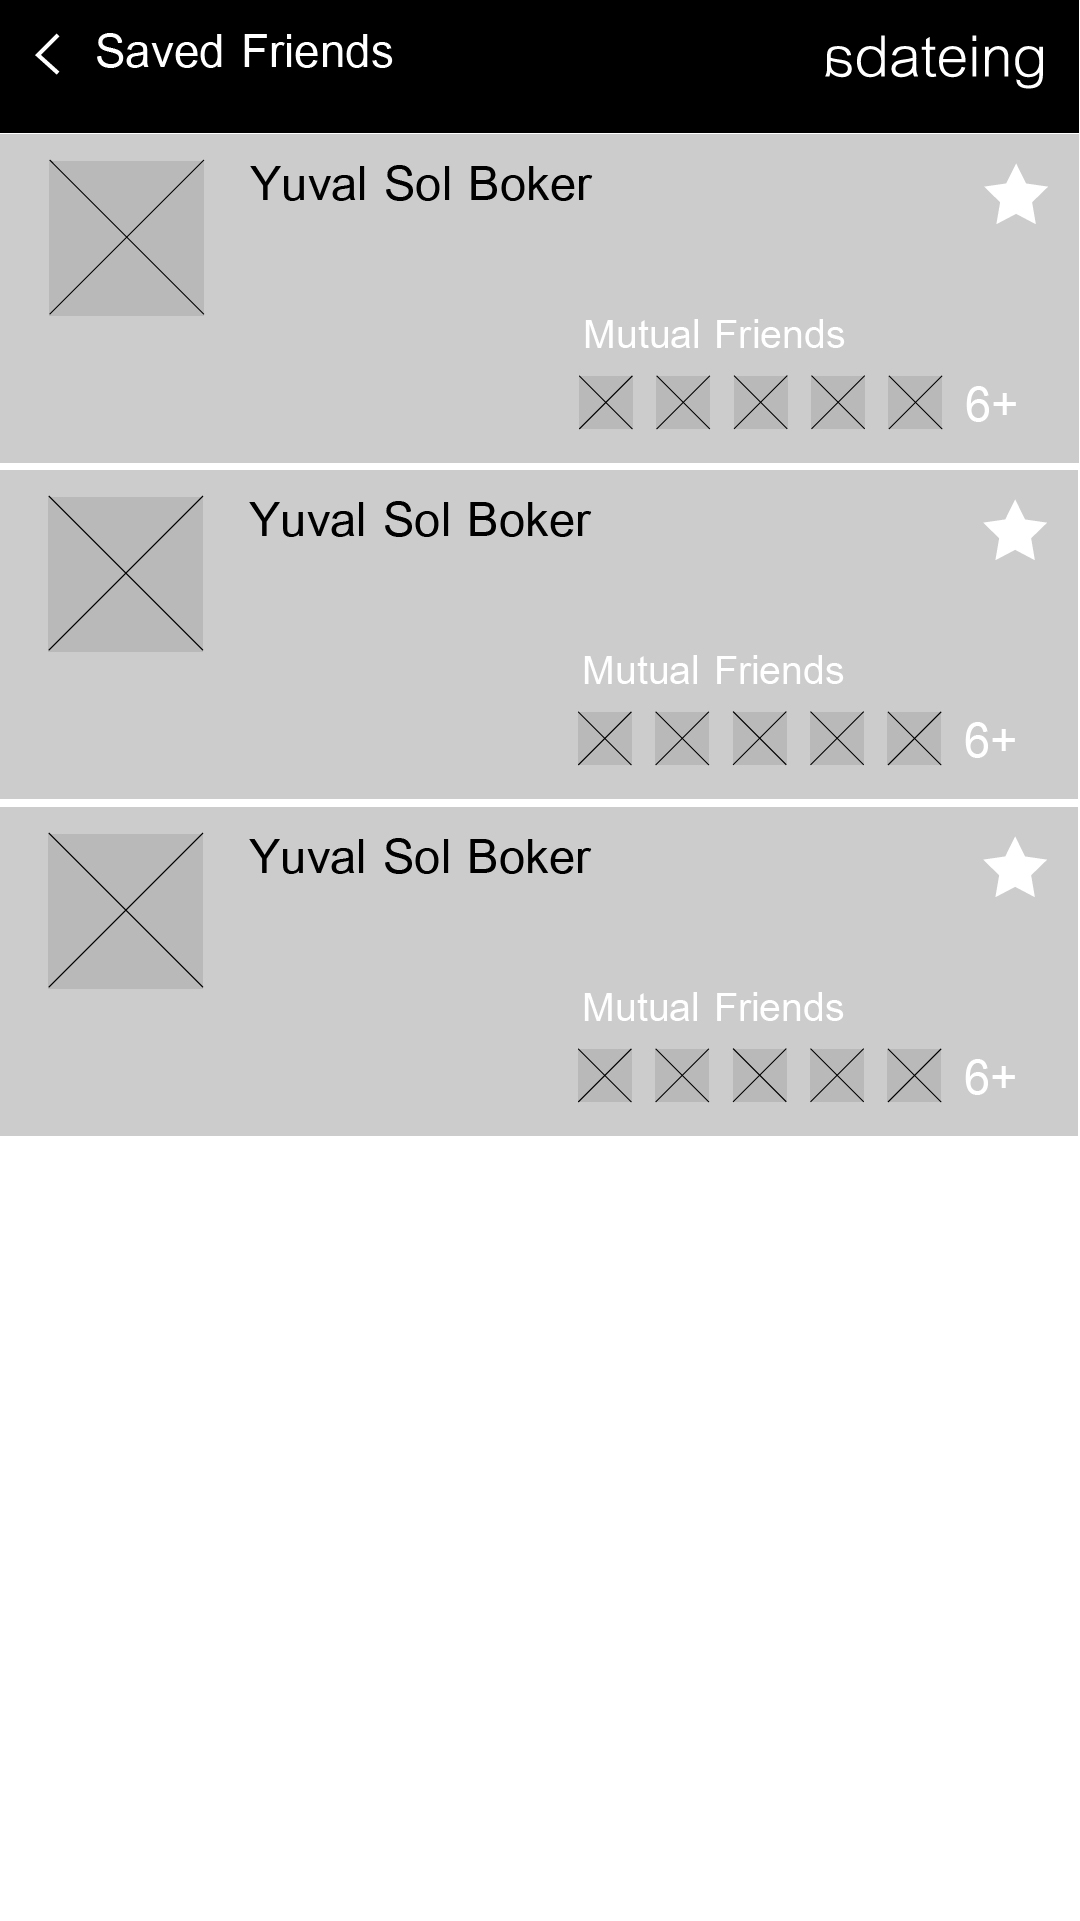 Saved Friends
sdateing
Yuval Sol Boker
Mutual Friends
6+
Yuval Sol Boker
Mutual Friends
6+
Yuval Sol Boker
Mutual Friends
6+